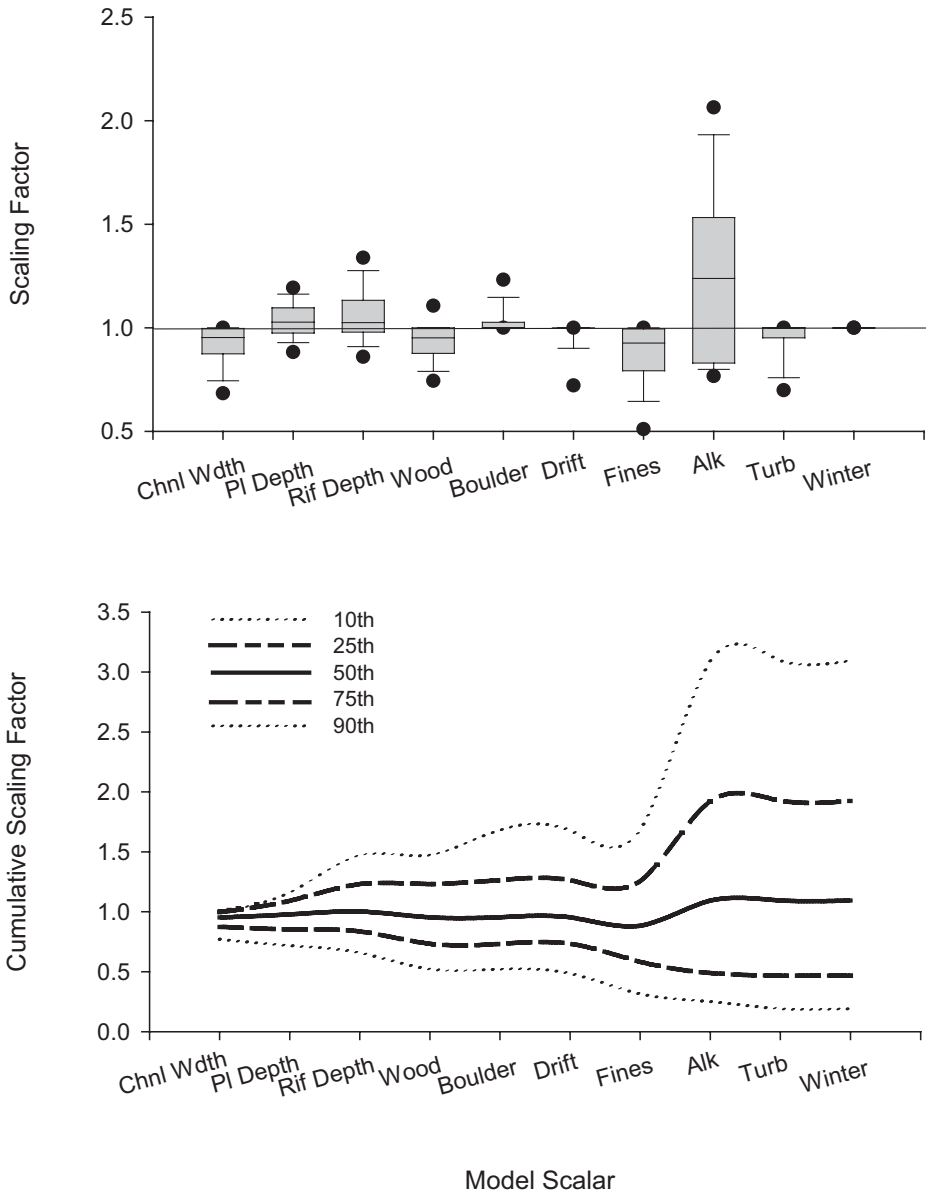 2.5
2.0
1.5
1.0
0.5
Scaling Factor
Chnl Wdth
Pl Depth
Rif Depth
Wood
Boulder
Drift
Fines
Alk
Turb
Winter
3.5
3.0
2.5
2.0
1.5
1.0
0.5
0.0
Cumulative Scaling Factor
10th
25th
50th
75th
90th
Chnl Wdth
Pl Depth
Rif Depth
Wood
Boulder
Drift
Fines
Alk
Turb
Winter
Model Scalar